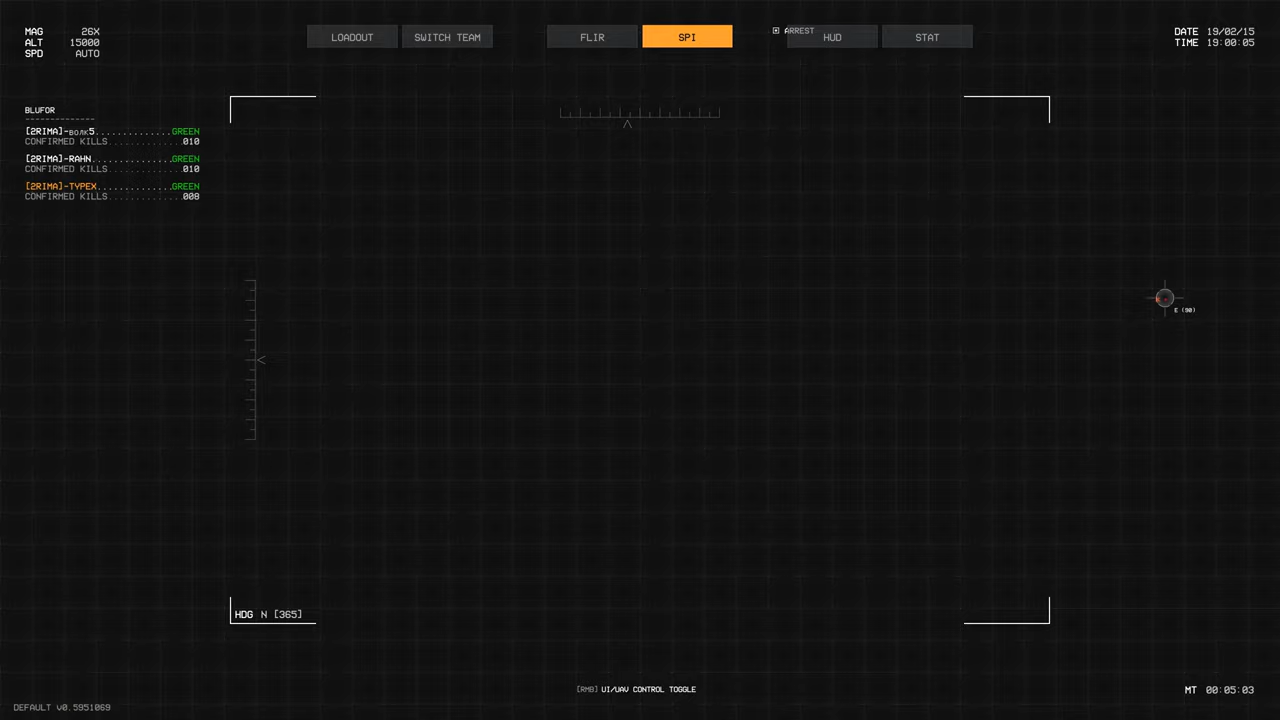 MAG 26X
ALT 15000
SPD AUTO
LOADOUT
SWITCH TEAM
FLIR
SPI
ARREST
HUD
STAT
DATE 19/02/15
TIME 19:00:05
BLUFOR
--------------
[2RIMA]-волк5...............GREEN
CONFIRMED KILLS..............010
[2RIMA]-RAHN...............GREEN
CONFIRMED KILLS..............010
[2RIMA]-TYPEX..............GREEN
CONFIRMED KILLS..............008
E (90)
HDG N [365]
[RMB] UI/UAV CONTROL TOGGLE
MT 00:05:03
DEFAULT v0.5951069